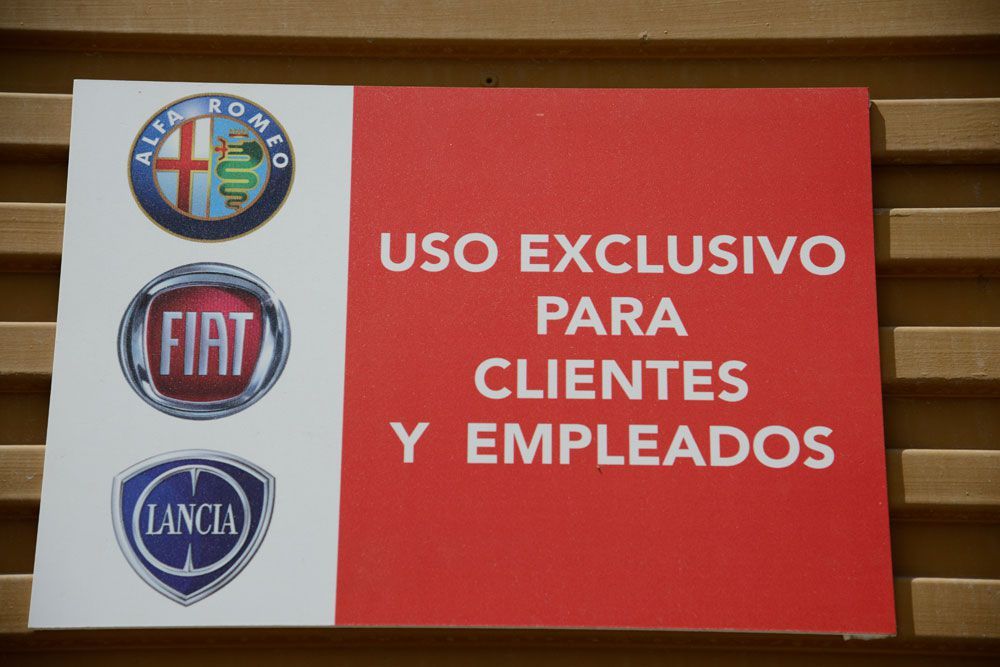 ALFA ROMEO
FIAT
LANCIA
USO EXCLUSIVO
PARA
CLIENTES
Y EMPLEADOS